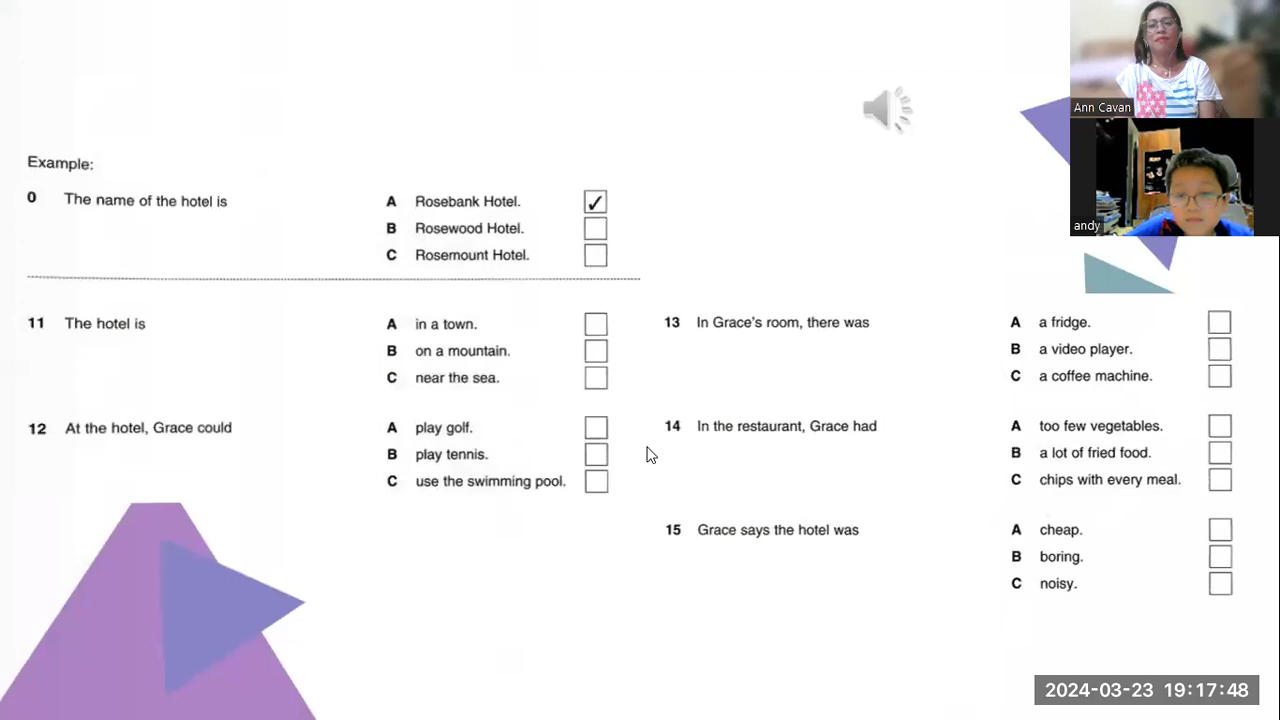 Ann Cavan
andy
Example:
0 The name of the hotel is A Rosebank Hotel. ✓
B Rosewood Hotel.
C Rosemount Hotel.
11 The hotel is A in a town.
B on a mountain.
C near the sea.
12 At the hotel, Grace could A play golf.
B play tennis.
C use the swimming pool.
13 In Grace's room, there was A a fridge.
B a video player.
C a coffee machine.
14 In the restaurant, Grace had A too few vegetables.
B a lot of fried food.
C chips with every meal.
15 Grace says the hotel was A cheap.
B boring.
C noisy.
2024-03-23 19:17:48